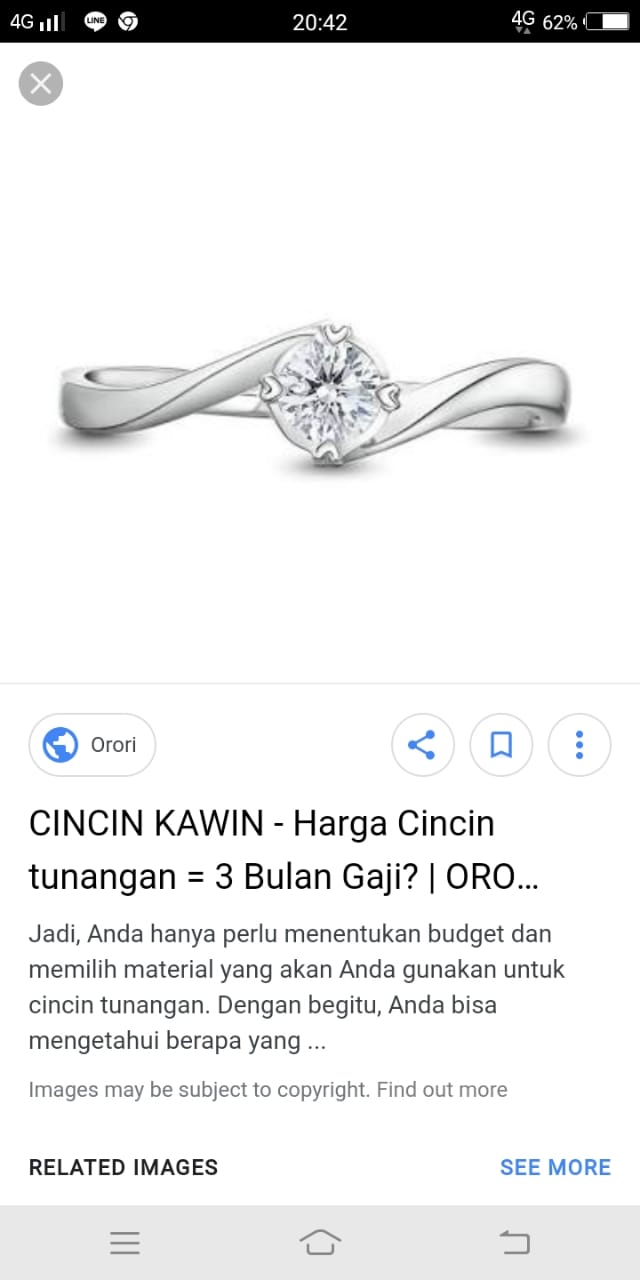 4G LINE 20:42 4G 62%
Orori
CINCIN KAWIN - Harga Cincin
tunangan = 3 Bulan Gaji? | ORO...
Jadi, Anda hanya perlu menentukan budget dan
memilih material yang akan Anda gunakan untuk
cincin tunangan. Dengan begitu, Anda bisa
mengetahui berapa yang ...
Images may be subject to copyright. Find out more
RELATED IMAGES SEE MORE